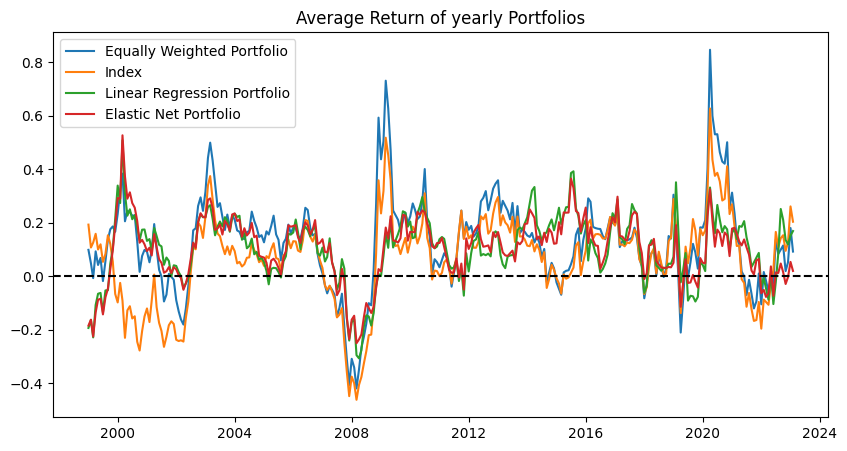 Average Return of yearly Portfolios
Equally Weighted Portfolio
Index
Linear Regression Portfolio
Elastic Net Portfolio
0.8
0.6
0.4
0.2
0.0
−0.2
−0.4
2000
2004
2008
2012
2016
2020
2024